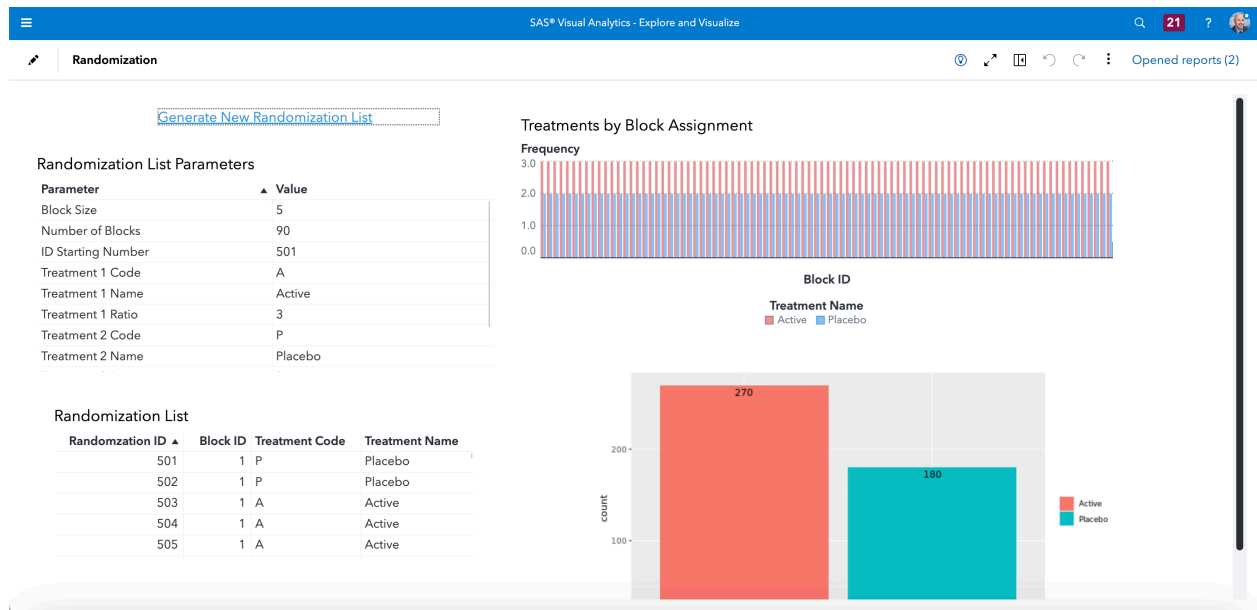 SAS® Visual Analytics - Explore and Visualize
21
?
Randomization
Opened reports (2)
Generate New Randomization List
Randomization List Parameters
Parameter Value
Block Size 5
Number of Blocks 90
ID Starting Number 501
Treatment 1 Code A
Treatment 1 Name Active
Treatment 1 Ratio 3
Treatment 2 Code P
Treatment 2 Name Placebo
Randomization List
Randomzation ID Block ID Treatment Code Treatment Name
501 1 P Placebo
502 1 P Placebo
503 1 A Active
504 1 A Active
505 1 A Active
Treatments by Block Assignment
Frequency
3.0
2.0
1.0
0.0
Block ID
Treatment Name
Active Placebo
270
200
180
count
100
Active
Placebo